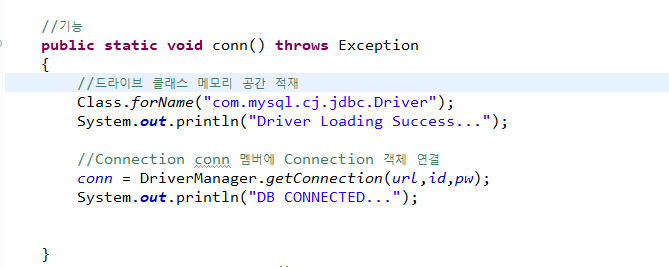 //기능
public static void conn() throws Exception
{
//드라이브 클래스 메모리 공간 적재
Class.forName("com.mysql.cj.jdbc.Driver");
System.out.println("Driver Loading Success...");
//Connection conn 멤버에 Connection 객체 연결
conn = DriverManager.getConnection(url,id,pw);
System.out.println("DB CONNECTED...");
}